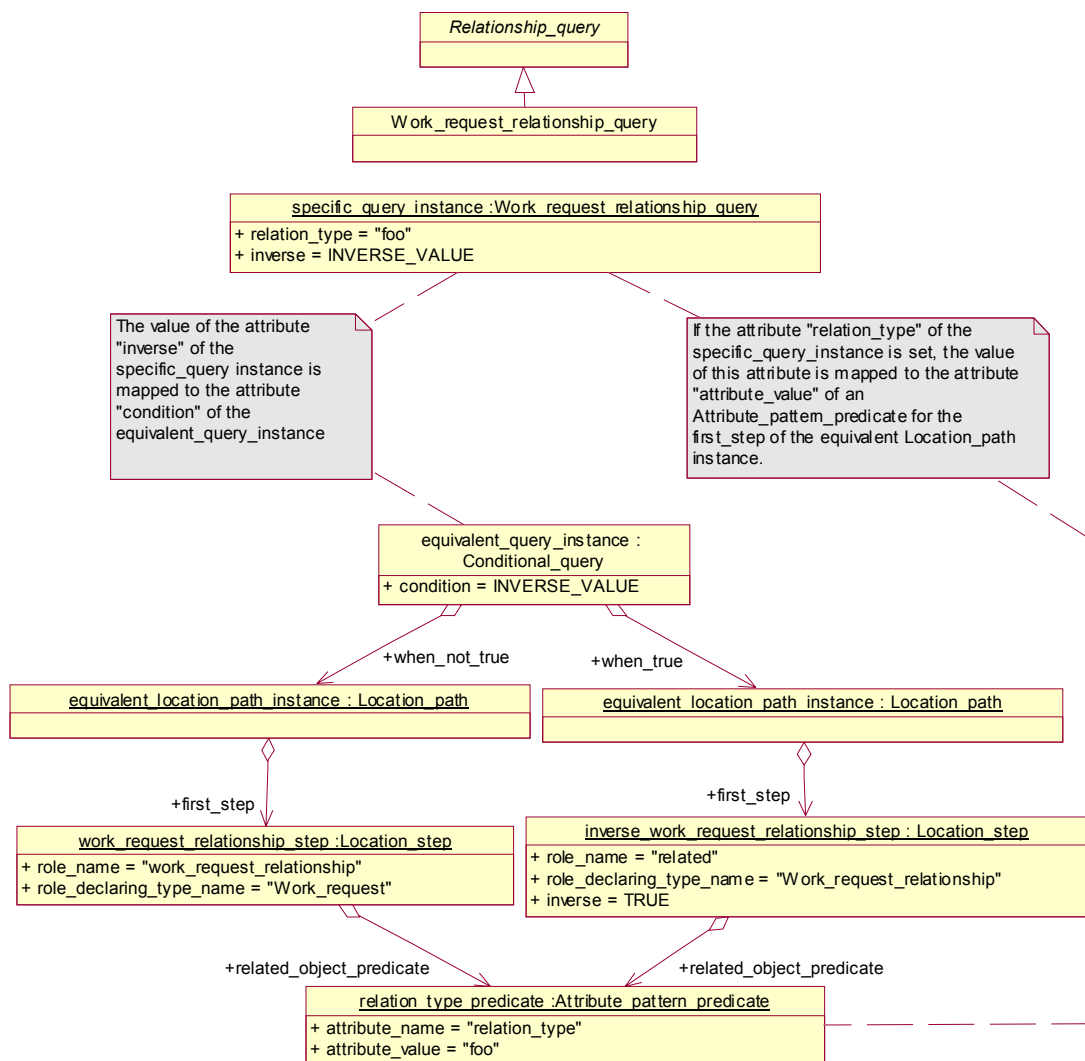 Relationship_query
Work_request_relationship_query
specific_query_instance :Work_request_relationship_query
+ relation_type = "foo"
+ inverse = INVERSE_VALUE
The value of the attribute
"inverse" of the
specific_query instance is
mapped to the attribute
"condition" of the
equivalent_query_instance
If the attribute "relation_type" of the
specific_query_instance is set, the value
of this attribute is mapped to the attribute
"attribute_value" of an
Attribute_pattern_predicate for the
first_step of the equivalent Location_path
instance.
equivalent_query_instance :
Conditional_query
+ condition = INVERSE_VALUE
+when_not_true
+when_true
equivalent_location_path_instance : Location_path
equivalent_location_path_instance : Location_path
+first_step
+first_step
work_request_relationship_step :Location_step
+ role_name = "work_request_relationship"
+ role_declaring_type_name = "Work_request"
inverse_work_request_relationship_step : Location_step
+ role_name = "related"
+ role_declaring_type_name = "Work_request_relationship"
+ inverse = TRUE
+related_object_predicate
+related_object_predicate
relation_type_predicate :Attribute_pattern_predicate
+ attribute_name = "relation_type"
+ attribute_value = "foo"